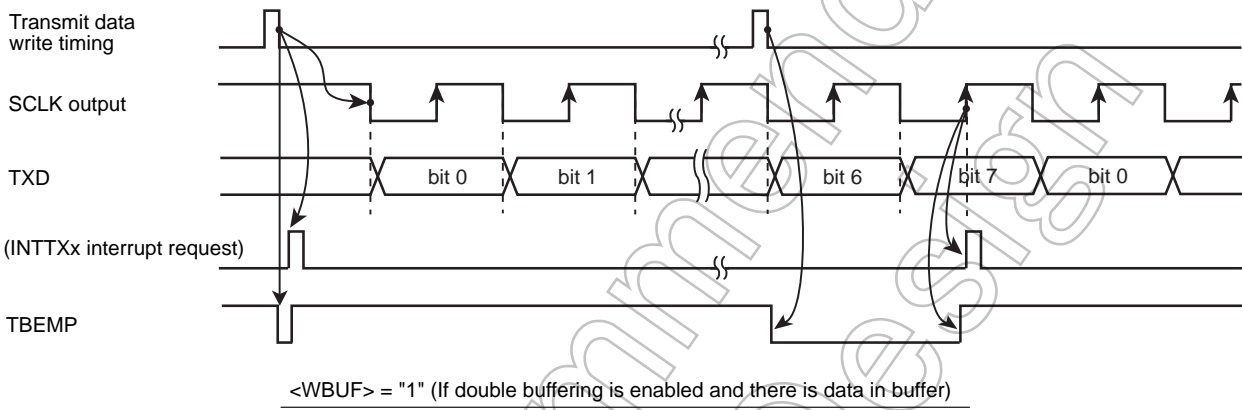 Transmit data
write timing
SCLK output
TXD
bit 0
bit 1
bit 6
bit 7
bit 0
(INTTXx interrupt request)
TBEMP
<WBUF> = "1" (If double buffering is enabled and there is data in buffer)